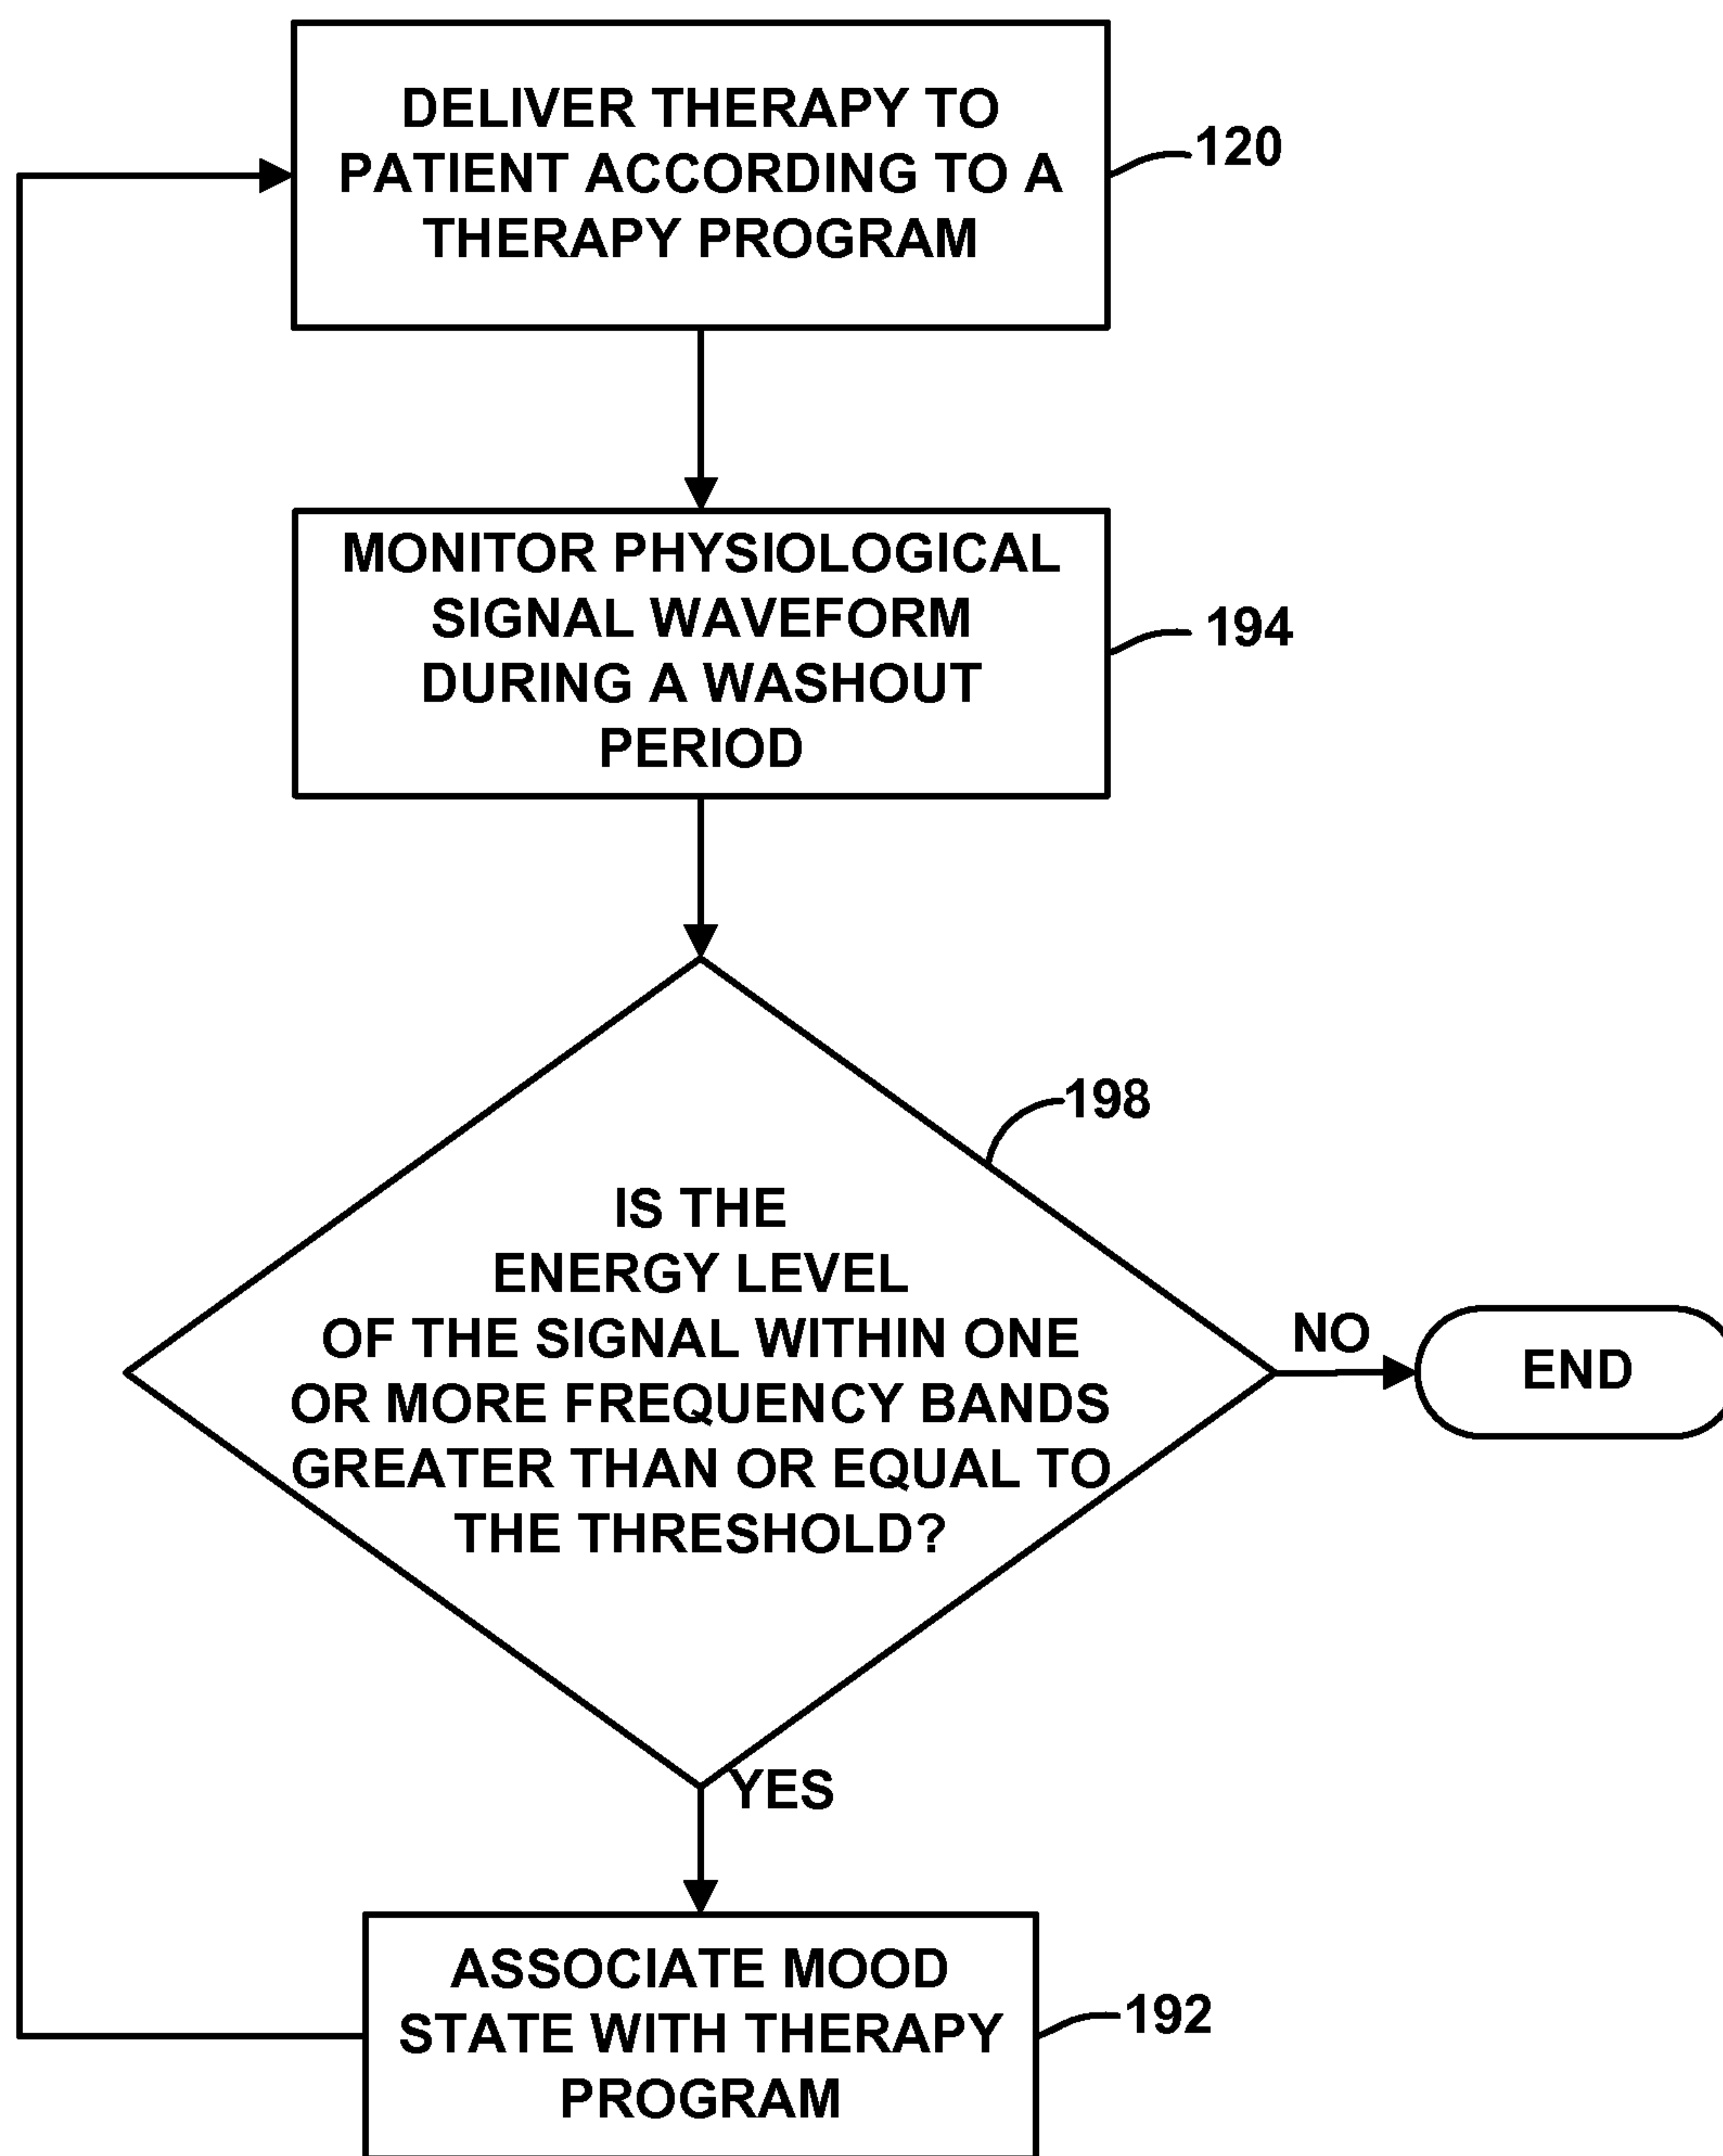 DELIVER THERAPY TO
PATIENT ACCORDING TO A
THERAPY PROGRAM
120
MONITOR PHYSIOLOGICAL
SIGNAL WAVEFORM
DURING A WASHOUT
PERIOD
194
198
IS THE
ENERGY LEVEL
OF THE SIGNAL WITHIN ONE
OR MORE FREQUENCY BANDS
GREATER THAN OR EQUAL TO
THE THRESHOLD?
NO
END
YES
ASSOCIATE MOOD
STATE WITH THERAPY
PROGRAM
192